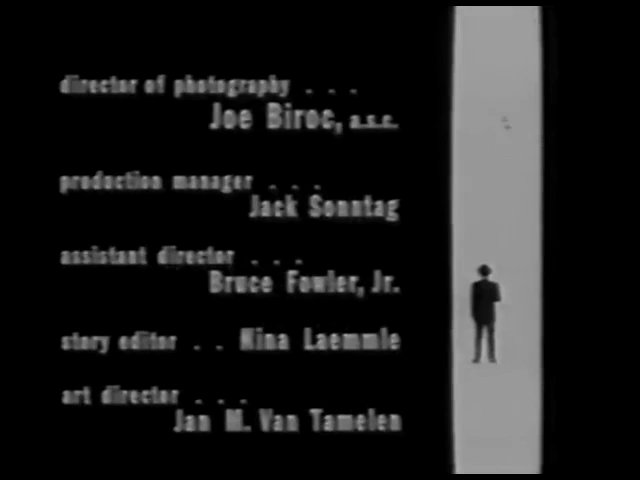 director of photography . . .
Joe Biroc, a.s.c.
production manager . . .
Jack Sonntag
assistant director . . .
Bruce Fowler, Jr.
story editor . . Nina Laemmle
art director . . .
Jan M. Van Tamelen